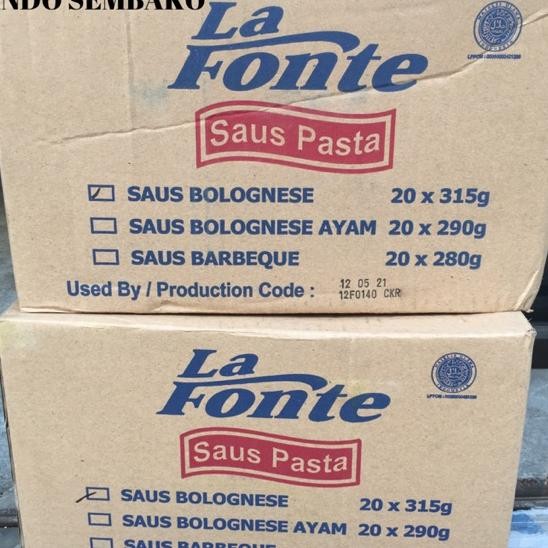 NDO SEMBAKO
La
Fonte
Saus Pasta
SAUS BOLOGNESE 20 x 315g
SAUS BOLOGNESE AYAM 20 x 290g
SAUS BARBEQUE 20 x 280g
Used By / Production Code : 12 05 21
12F0140 CKR
La
Fonte
Saus Pasta
SAUS BOLOGNESE 20 x 315g
SAUS BOLOGNESE AYAM 20 x 290g
SAUS BARBEQUE